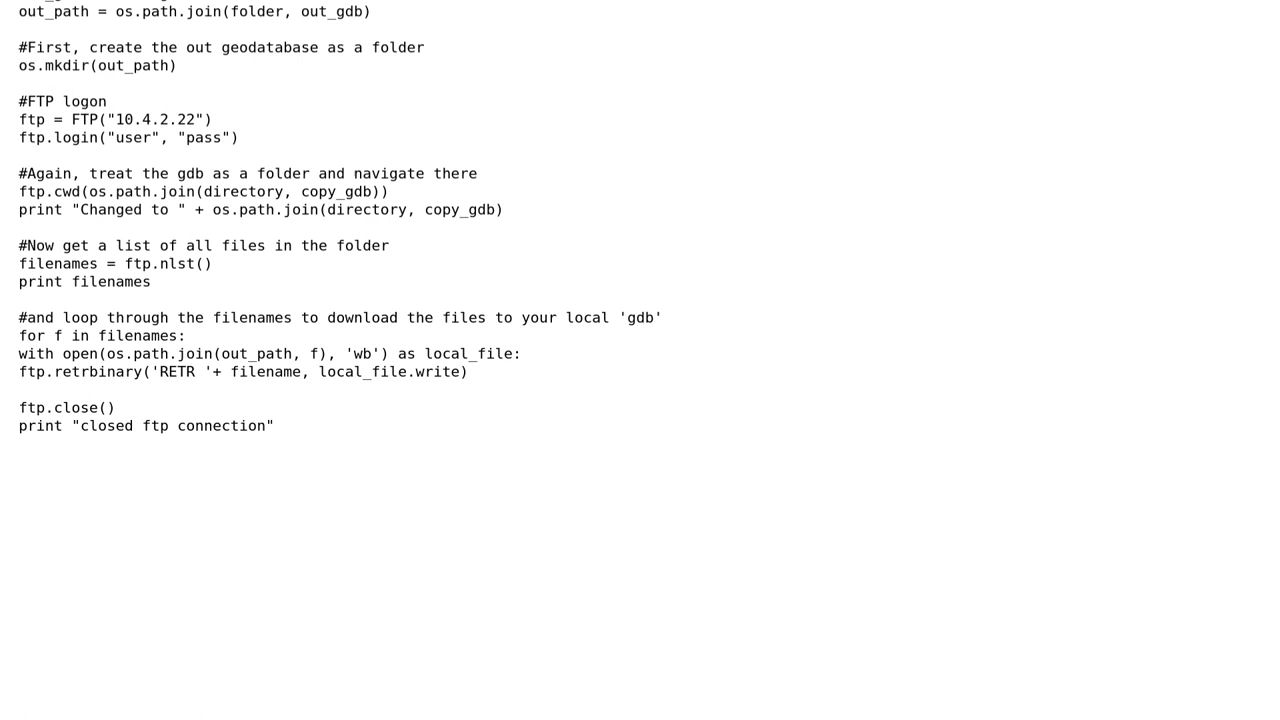 out_path = os.path.join(folder, out_gdb)
#First, create the out geodatabase as a folder
os.mkdir(out_path)
#FTP logon
ftp = FTP("10.4.2.22")
ftp.login("user", "pass")
#Again, treat the gdb as a folder and navigate there
ftp.cwd(os.path.join(directory, copy_gdb))
print "Changed to " + os.path.join(directory, copy_gdb)
#Now get a list of all files in the folder
filenames = ftp.nlst()
print filenames
#and loop through the filenames to download the files to your local 'gdb'
for f in filenames:
with open(os.path.join(out_path, f), 'wb') as local_file:
ftp.retrbinary('RETR '+ filename, local_file.write)
ftp.close()
print "closed ftp connection"